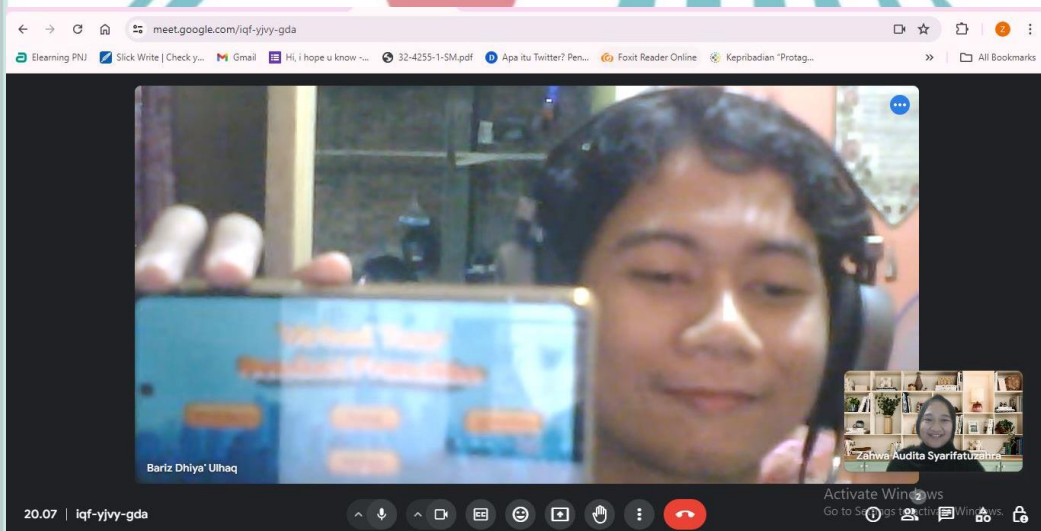 meet.google.com/iqf-yjvy-gda
Elearning PNJ
Slick Write | Check y...
Gmail
Hi, i hope u know -...
32-4255-1-SM.pdf
Apa itu Twitter? Pen...
Foxit Reader Online
Kepribadian "Protag...
»
All Bookmarks
Z
Virtual Tour
Bariz Dhiya' Ulhaq
Zahwa Audita Syarifatuzahra
Activate Windows
Go to Settings to activate Windows.
20.07 | iqf-yjvy-gda
2